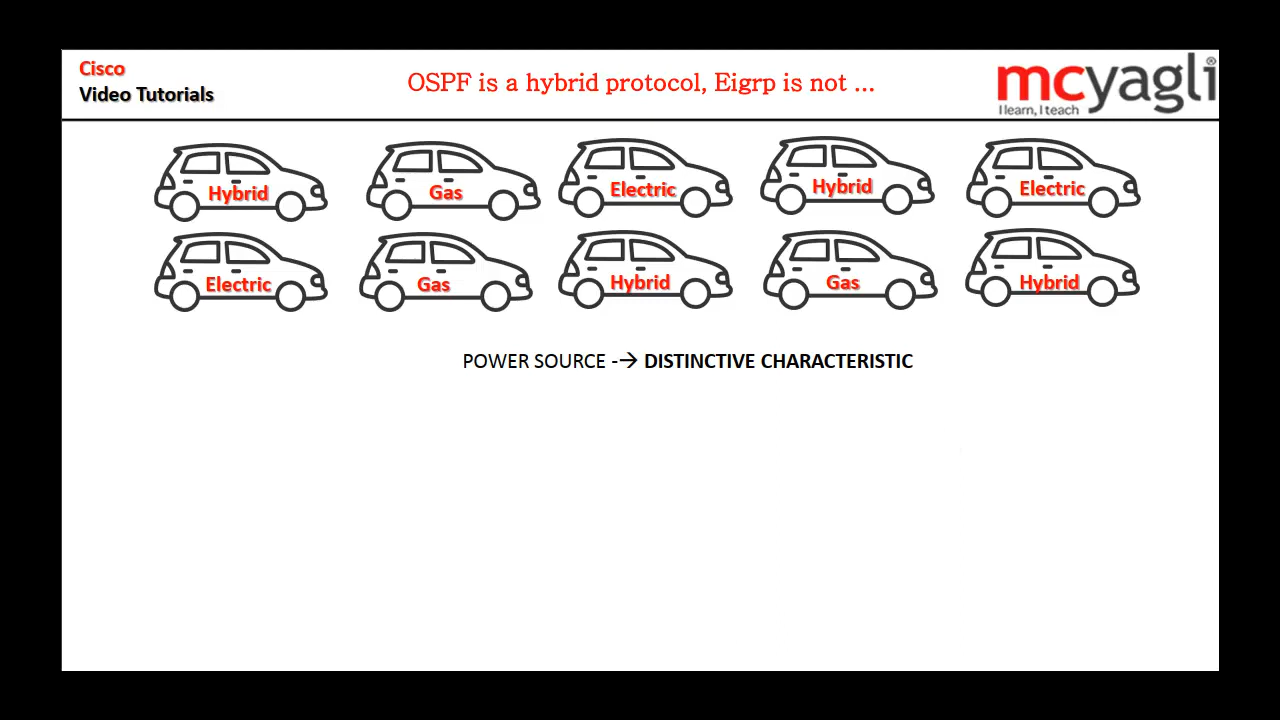 Cisco
Video Tutorials
OSPF is a hybrid protocol, Eigrp is not ...
mcyagli®
I learn, I teach
Hybrid Gas Electric Hybrid Electric
Electric Gas Hybrid Gas Hybrid
POWER SOURCE -→ DISTINCTIVE CHARACTERISTIC